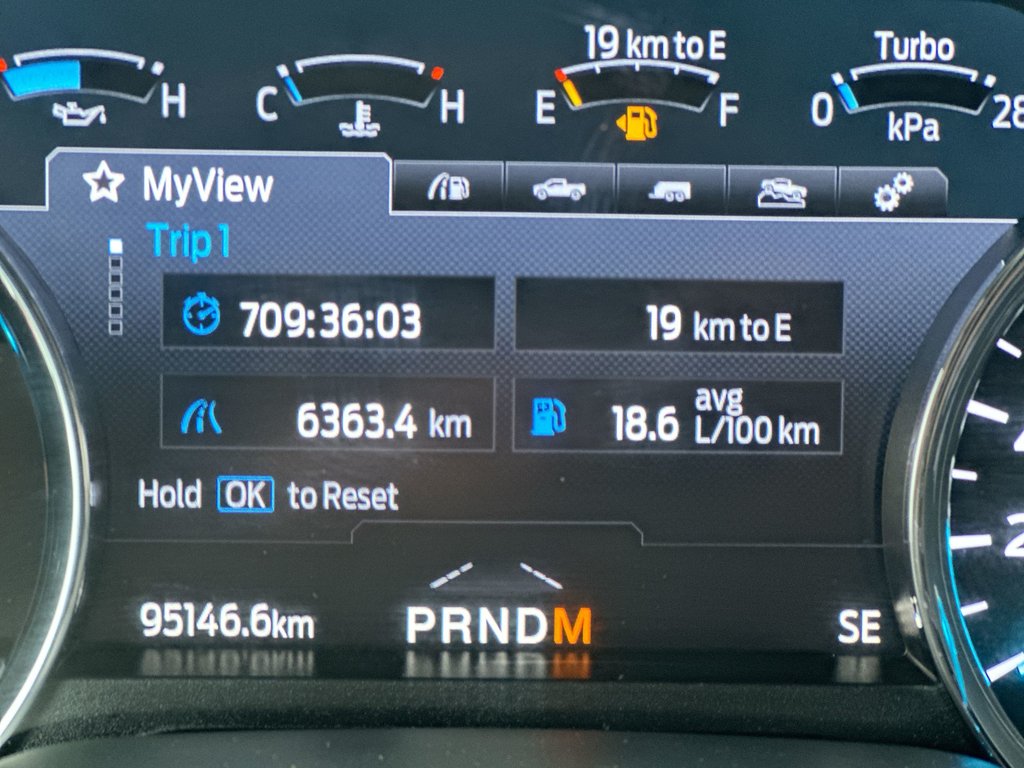 19 km to E
Turbo
H
C H
E F
0 28
kPa
MyView
Trip 1
709:36:03
19 km to E
6363.4 km
18.6 avg L/100 km
Hold OK to Reset
95146.6km
PRNDM
SE
2